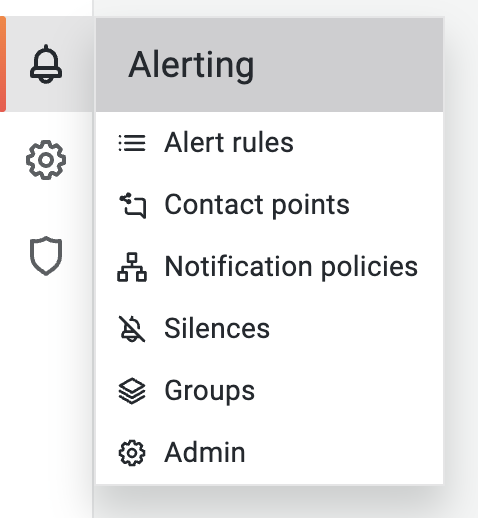 Alerting
Alert rules
Contact points
Notification policies
Silences
Groups
Admin